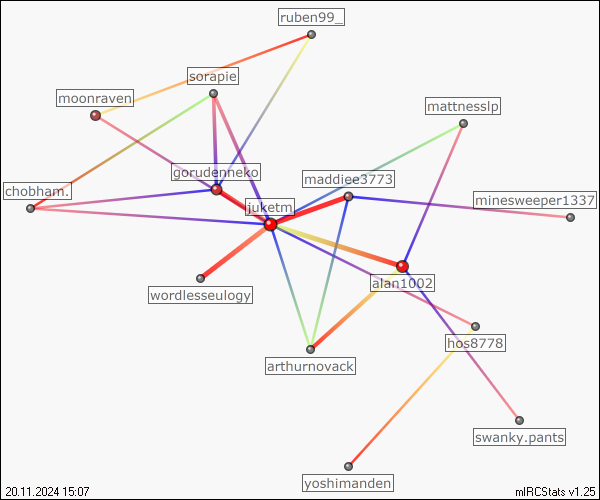 ruben99_
sorapie
moonraven
mattnesslp
gorudenneko
maddiee3773
chobham.
minesweeper1337
juketm
alan1002
wordlesseulogy
hos8778
arthurnovack
swanky.pants
yoshimanden
20.11.2024 15:07
mIRCStats v1.25